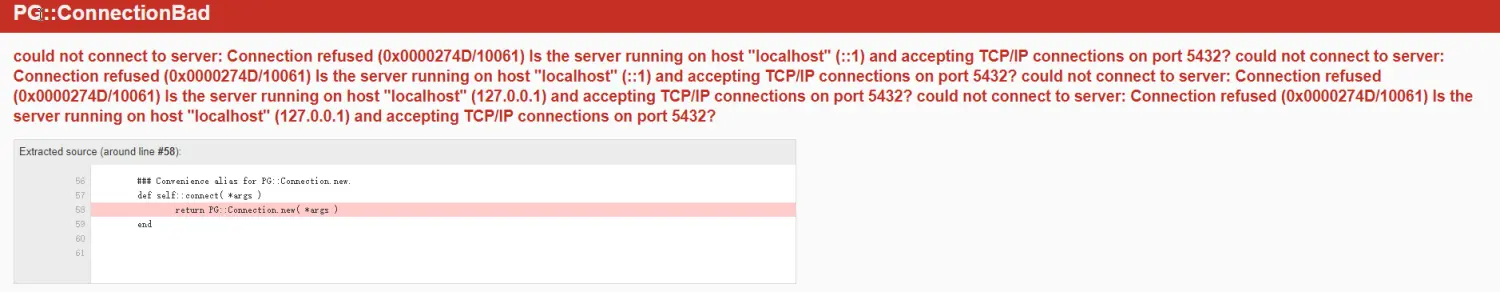 PG::ConnectionBad
could not connect to server: Connection refused (0x0000274D/10061) Is the server running on host "localhost" (::1) and accepting TCP/IP connections on port 5432? could not connect to server:
Connection refused (0x0000274D/10061) Is the server running on host "localhost" (::1) and accepting TCP/IP connections on port 5432? could not connect to server: Connection refused
(0x0000274D/10061) Is the server running on host "localhost" (127.0.0.1) and accepting TCP/IP connections on port 5432? could not connect to server: Connection refused (0x0000274D/10061) Is the
server running on host "localhost" (127.0.0.1) and accepting TCP/IP connections on port 5432?
Extracted source (around line #58):
56 ### Convenience alias for PG::Connection.new.
57 def self::connect( *args )
58 return PG::Connection.new( *args )
59 end
60
61